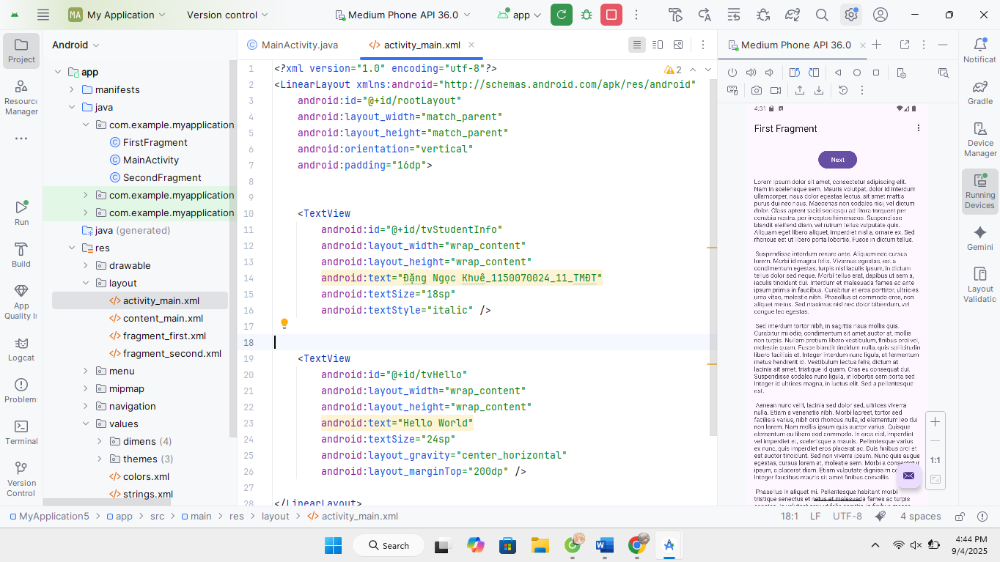 MA My Application Version control Medium Phone API 36.0 app
Project
Resource
Manager
Run
Build
App
Quality In
Logcat
Problem
Terminal
Version
Control
Android
app
manifests
java
com.example.myapplication
FirstFragment
MainActivity
SecondFragment
com.example.myapplication
com.example.myapplication
java (generated)
res
drawable
layout
activity_main.xml
content_main.xml
fragment_first.xml
fragment_second.xml
menu
mipmap
navigation
values
dimens (4)
themes (3)
colors.xml
strings.xml
MainActivity.java activity_main.xml
2
1 <?xml version="1.0" encoding="utf-8"?>
2 <LinearLayout xmlns:android="http://schemas.android.com/apk/res/android"
3 android:id="@+id/rootLayout"
4 android:layout_width="match_parent"
5 android:layout_height="match_parent"
6 android:orientation="vertical"
7 android:padding="16dp">
8
9
10 <TextView
11 android:id="@+id/tvStudentInfo"
12 android:layout_width="wrap_content"
13 android:layout_height="wrap_content"
14 android:text="Đặng Ngọc Khuê_1150070024_11_TMĐT"
15 android:textSize="18sp"
16 android:textStyle="italic" />
17
18
19 <TextView
20 android:id="@+id/tvHello"
21 android:layout_width="wrap_content"
22 android:layout_height="wrap_content"
23 android:text="Hello World"
24 android:textSize="24sp"
25 android:layout_gravity="center_horizontal"
26 android:layout_marginTop="200dp" />
27
28 </LinearLayout>
Medium Phone API 36.0
4:31
First Fragment
Next
Lorem ipsum dolor sit amet, consectetur adipiscing elit.
Nam in scelerisque sem. Mauris volutpat, dolor id interdum
ullamcorper, risus dolor egestas lectus, sit amet mattis
purus dui nec risus. Maecenas non sodales nisi, vel dictum
dolor. Class aptent taciti sociosqu ad litora torquent per
conubia nostra, per inceptos himenaeos. Suspendisse
blandit eleifend diam, vel rutrum tellus vulputate quis.
Aliquam eget libero aliquet, imperdiet nisl a, ornare ex. Sed
rhoncus est ut libero porta lobortis. Fusce in dictum tellus.
Suspendisse interdum ornare ante. Aliquam nec cursus
lorem. Morbi id magna felis. Vivamus egestas, est a
condimentum egestas, turpis nisl iaculis ipsum, in dictum
tellus dolor sed neque. Morbi tellus erat, dapibus ut sem a,
iaculis tincidunt dui. Interdum et malesuada fames ac ante
ipsum primis in faucibus. Curabitur et eros porttitor, ultricies
urna vitae, molestie nibh. Phasellus at commodo eros, non
aliquet metus. Sed maximus nisl nec dolor bibendum, vel
congue leo egestas.
Sed interdum tortor nibh, in sagittis risus mollis quis.
Curabitur mi odio, condimentum sit amet auctor at, mollis
non turpis. Nullam pretium libero vestibulum, finibus orci vel,
molestie quam. Fusce blandit tincidunt nulla, quis sollicitudin
libero facilisis et. Integer interdum nunc ligula, et fermentum
metus hendrerit id. Vestibulum lectus felis, dictum at
lacinia sit amet, tristique id quam. Cras eu consequat dui.
Suspendisse sodales nunc ligula, in lobortis sem porta sed.
Integer id ultrices magna, in luctus elit. Sed a pellentesque
est.
Aenean nunc velit, lacinia sed dolor sed, ultrices viverra
nulla. Etiam a venenatis nibh. Morbi laoreet, tortor sed
facilisis varius, nibh orci rhoncus nulla, id elementum leo dui
non lorem. Nam mollis ipsum quis auctor varius. Quisque
elementum eu libero sed commodo. In eros nisl, imperdiet
vel imperdiet et, scelerisque a mauris. Pellentesque varius
ex nunc, quis imperdiet eros placerat ac. Duis finibus orci et
est auctor tincidunt. Sed non viverra ipsum. Nunc quis augue
egestas, cursus lorem at, molestie sem. Morbi a consectetur
ipsum, a placerat diam. Etiam vulputate dignissim
Integer faucibus mauris sit amet finibus convallis.
Phasellus in aliquet mi. Pellentesque habitant morbi
tristique senectus et netus et malesuada fames ac turpis
1:1
Notificat
Gradle
Device
Manager
Running
Devices
Gemini
Layout
Validatio
MyApplication5 app src main res layout activity_main.xml 18:1 LF UTF-8 4 spaces
Search
4:44 PM
9/4/2025